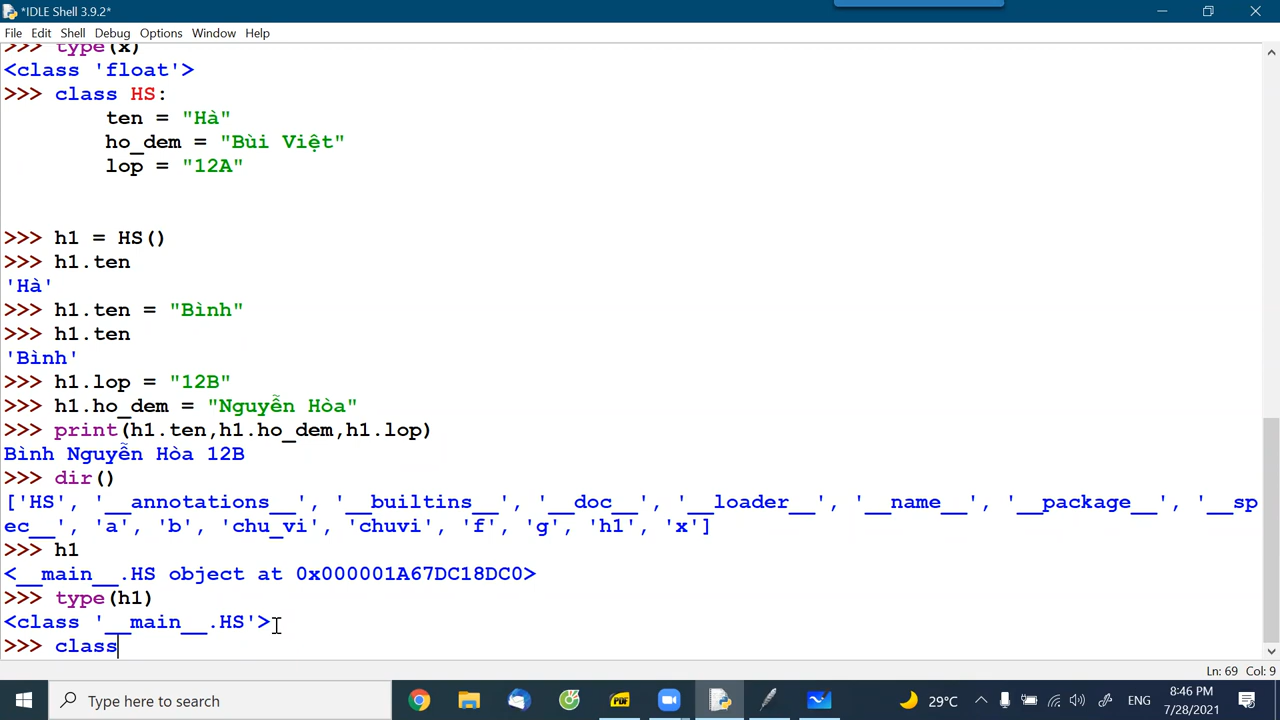 *IDLE Shell 3.9.2*
File Edit Shell Debug Options Window Help
>>> type(x)
<class 'float'>
>>> class HS:
        ten = "Hà"
        ho_dem = "Bùi Việt"
        lop = "12A"
>>> h1 = HS()
>>> h1.ten
'Hà'
>>> h1.ten = "Bình"
>>> h1.ten
'Bình'
>>> h1.lop = "12B"
>>> h1.ho_dem = "Nguyễn Hòa"
>>> print(h1.ten,h1.ho_dem,h1.lop)
Bình Nguyễn Hòa 12B
>>> dir()
['HS', '__annotations__', '__builtins__', '__doc__', '__loader__', '__name__', '__package__', '__sp
ec__', 'a', 'b', 'chu_vi', 'chuvi', 'f', 'g', 'h1', 'x']
>>> h1
<__main__.HS object at 0x000001A67DC18DC0>
>>> type(h1)
<class '__main__.HS'>
>>> class
Ln: 69 Col: 9
Type here to search
PDF
29°C
ENG
8:46 PM
7/28/2021